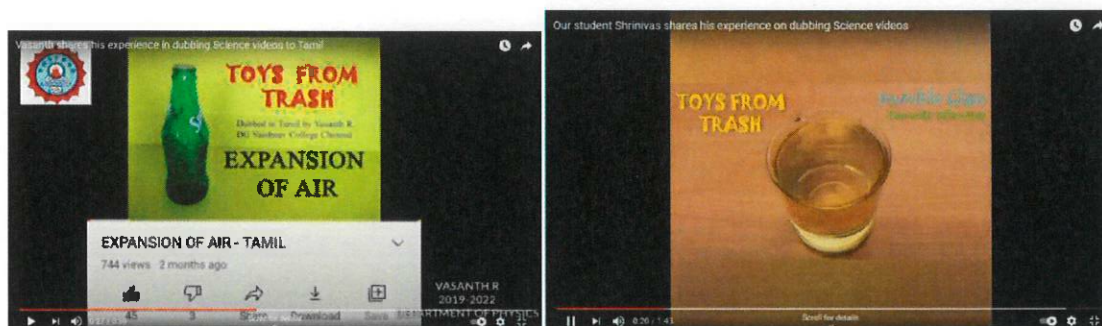 Vasanth shares his experience in dubbing Science videos to Tamil
TOYS FROM
TRASH
Dubbed in Tamil by Vasanth R.
DG Vaishnav College Chennai
EXPANSION
OF AIR
EXPANSION OF AIR - TAMIL
744 views 2 months ago
45 3 Share Download Save
VASANTH.R
2019-2022
DEPARTMENT OF PHYSICS
Our student Shrinivas shares his experience on dubbing Science videos
TOYS FROM
TRASH
Scroll for details
0:20 / 1:43